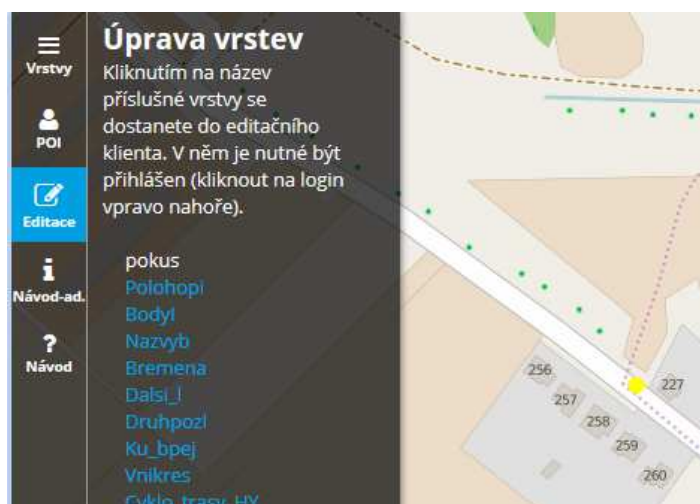 Vrstvy
POI
Editace
Návod-ad.
Návod
Úprava vrstev
Kliknutím na název
příslušné vrstvy se
dostanete do editačního
klienta. V něm je nutné být
přihlášen (kliknout na login
vpravo nahoře).
pokus
Polohopi
Bodyl
Nazvyb
Bremena
Dalsi_l
Druhpozl
Ku_bpej
Vnikres
Cyklo_trasy_HY
256
257
258
259
260
227